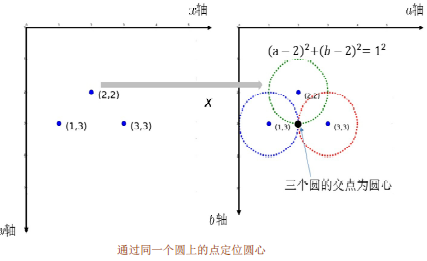 x轴
a轴
(a−2)²+(b−2)²= 1²
(2,2)
(2,2)
x
(1,3)
(3,3)
(1,3)
(3,3)
三个圆的交点为圆心
b轴
y轴
通过同一个圆上的点定位圆心